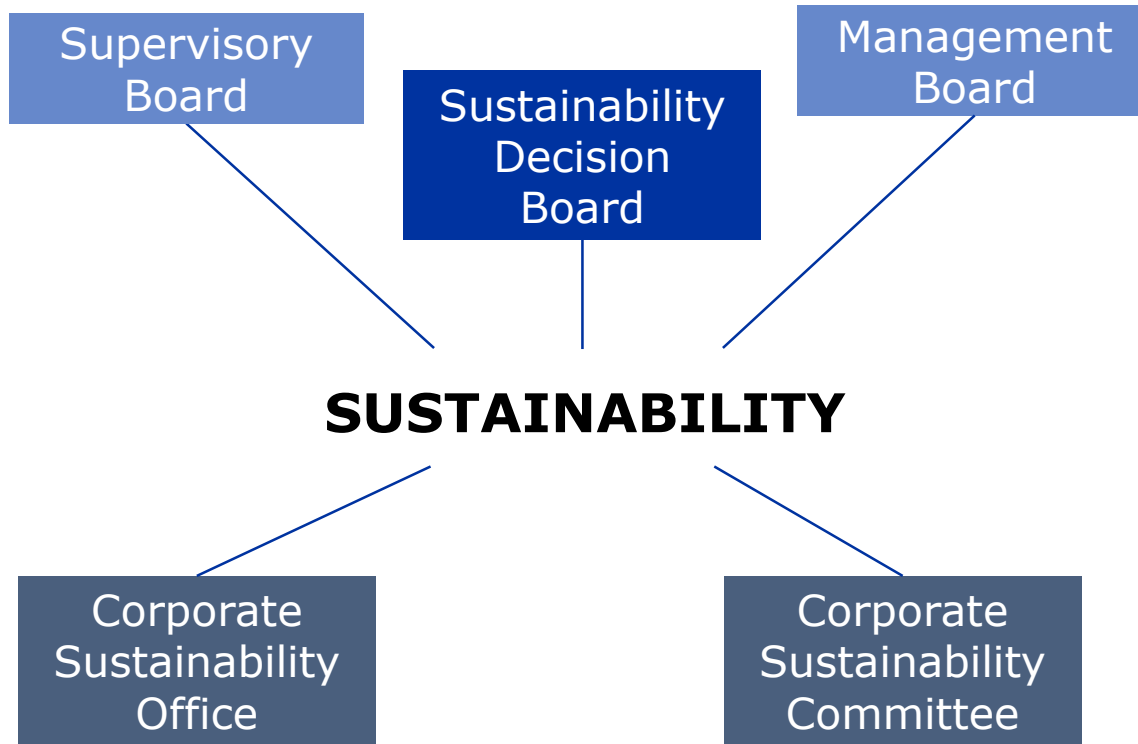 Supervisory
Board
Sustainability
Decision
Board
Management
Board
SUSTAINABILITY
Corporate
Sustainability
Office
Corporate
Sustainability
Committee